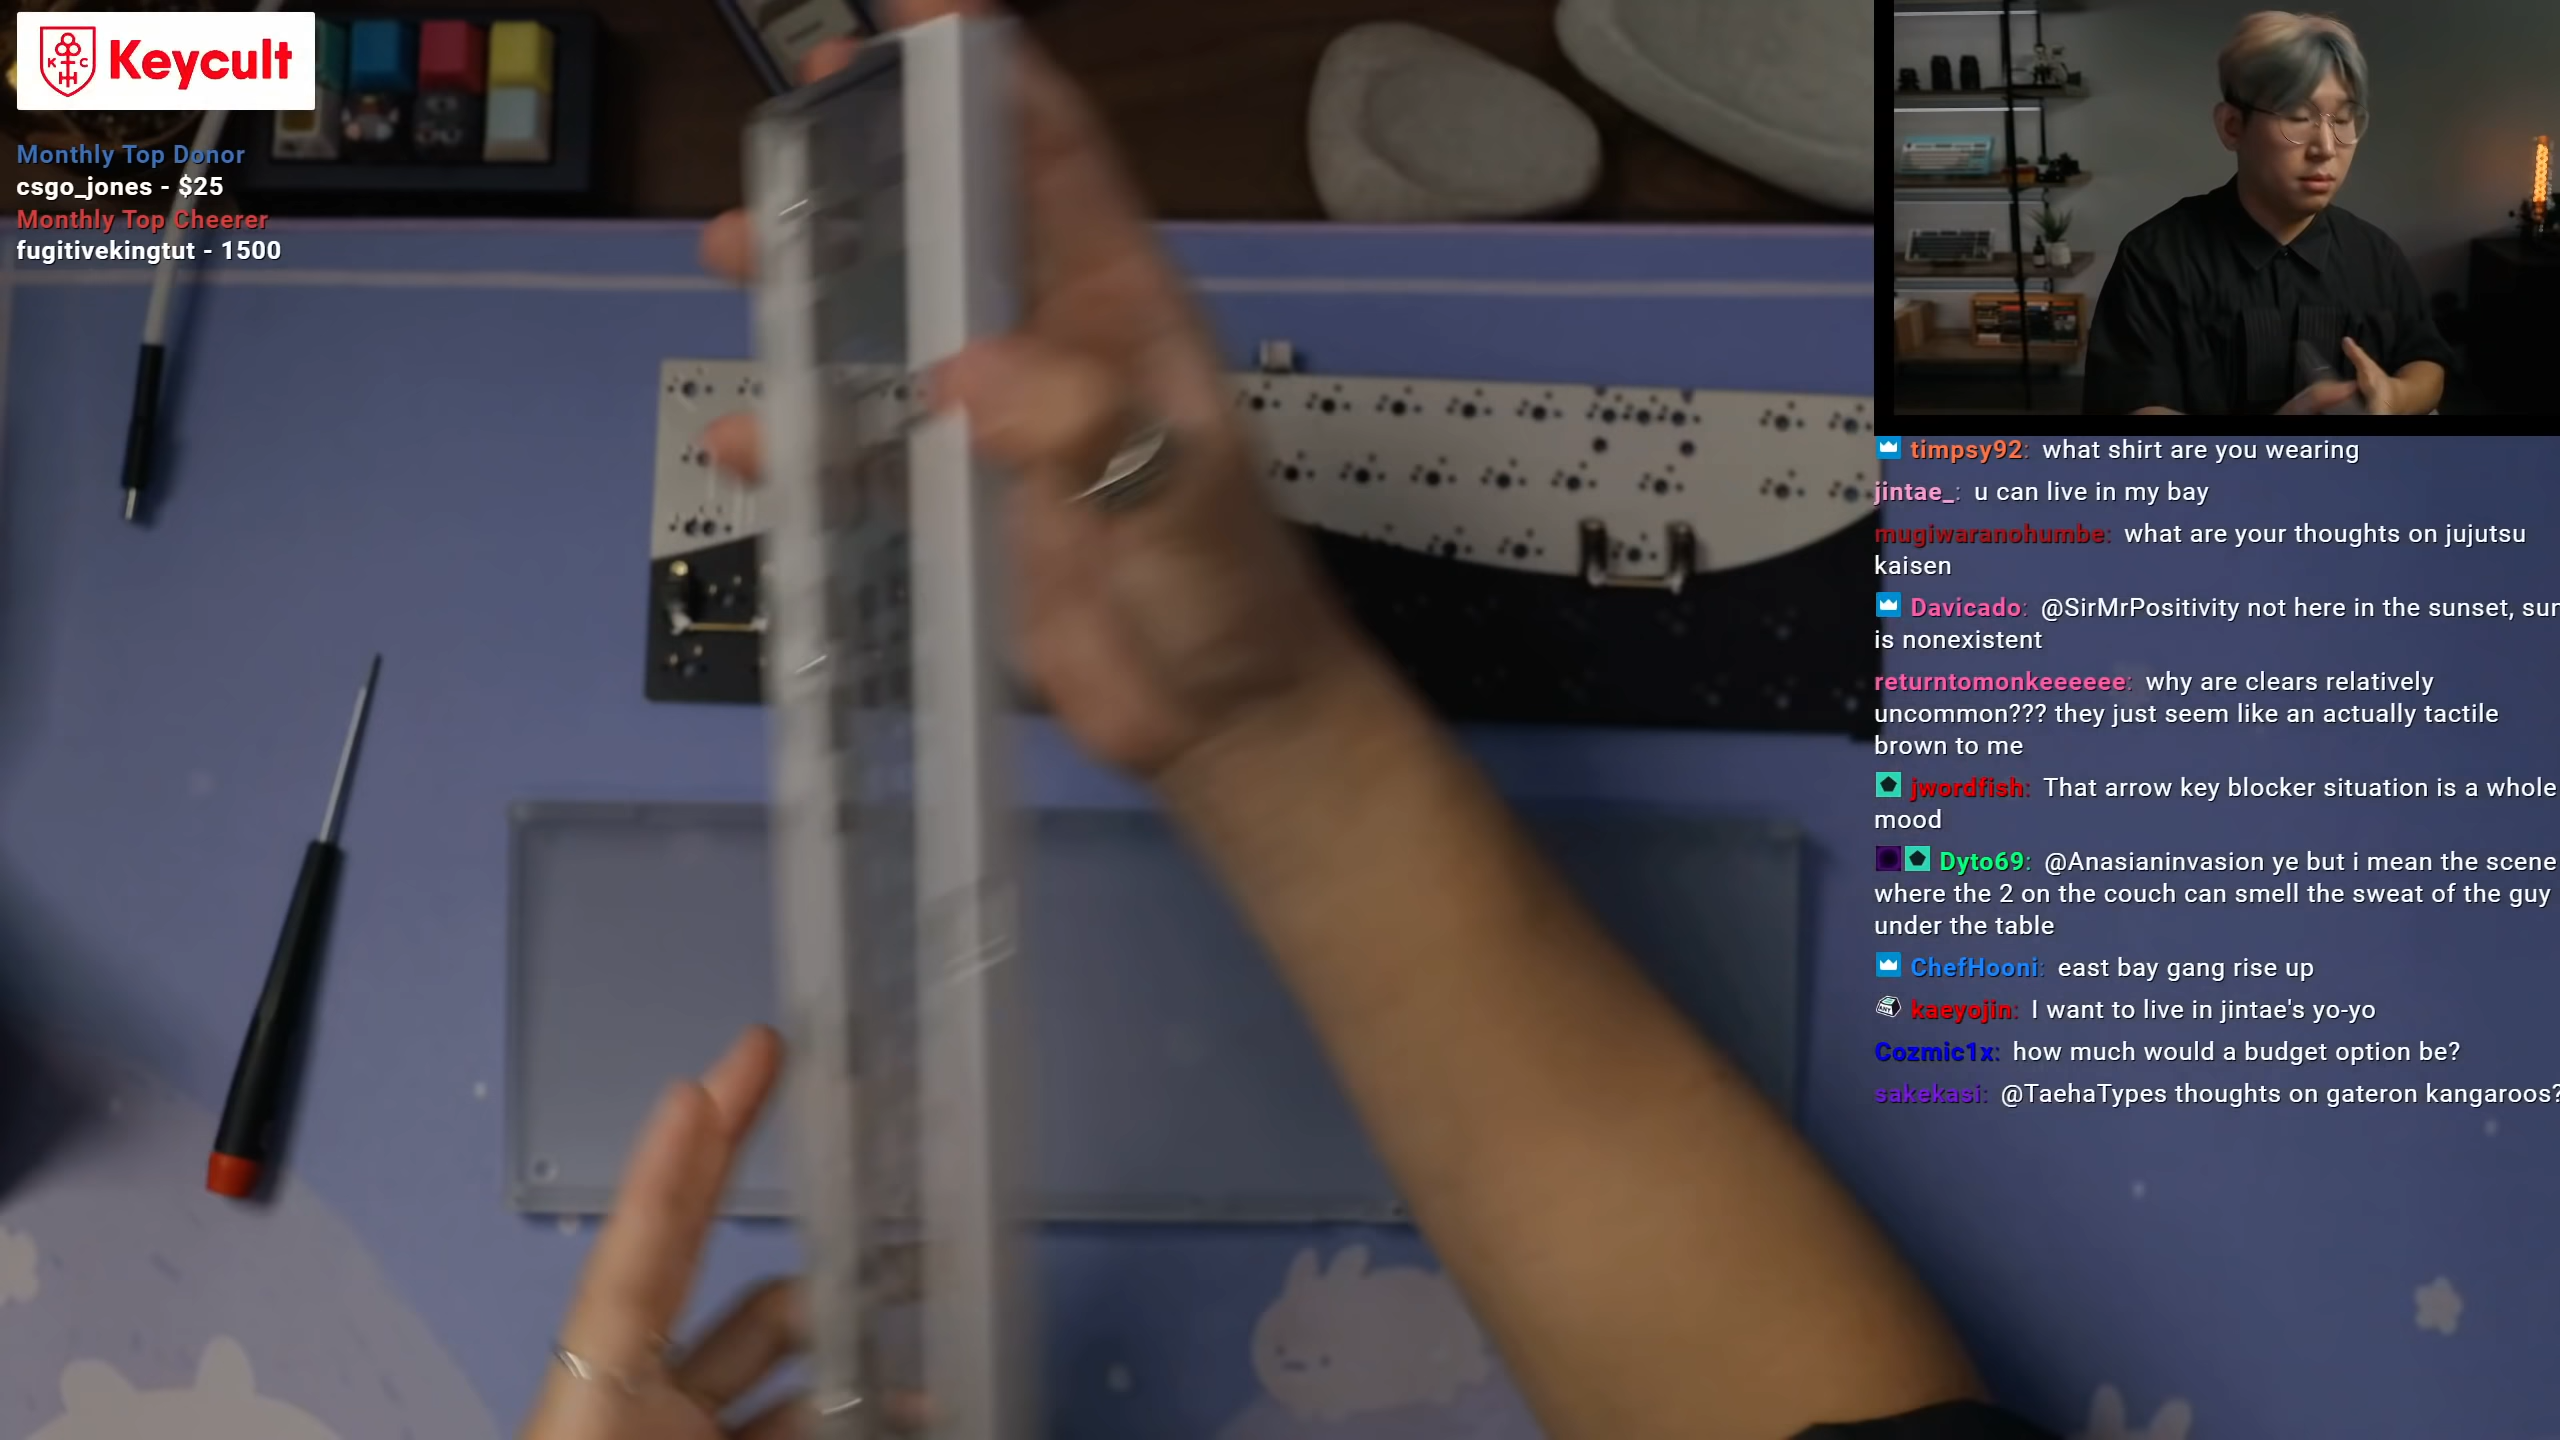 Keycult
K C
Monthly Top Donor
csgo_jones - $25
Monthly Top Cheerer
fugitivekingtut - 1500
timpsy92: what shirt are you wearing
jintae_: u can live in my bay
mugiwaranohumbe: what are your thoughts on jujutsu
kaisen
Davicado: @SirMrPositivity not here in the sunset, sun
is nonexistent
returntomonkeeeeee: why are clears relatively
uncommon??? they just seem like an actually tactile
brown to me
jwordfish: That arrow key blocker situation is a whole
mood
Dyto69: @Anasianinvasion ye but i mean the scene
where the 2 on the couch can smell the sweat of the guy
under the table
ChefHooni: east bay gang rise up
kaeyojin: I want to live in jintae's yo-yo
Cozmic1x: how much would a budget option be?
sakekasi: @TaehaTypes thoughts on gateron kangaroos?